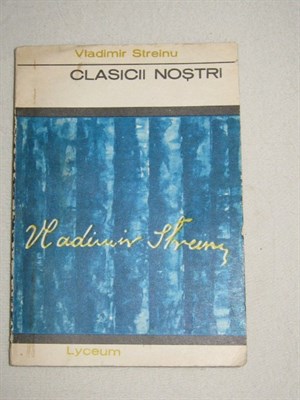 Vladimir Streinu
CLASICII NOȘTRI
Vladimir Streinu
Lyceum